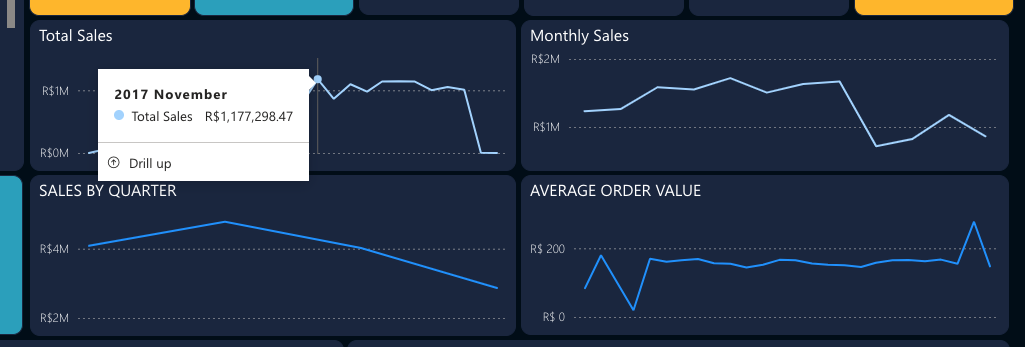 Total Sales
R$1M
R$0M
2017 November
Total Sales R$1,177,298.47
Drill up
Monthly Sales
R$2M
R$1M
SALES BY QUARTER
R$4M
R$2M
AVERAGE ORDER VALUE
R$ 200
R$ 0